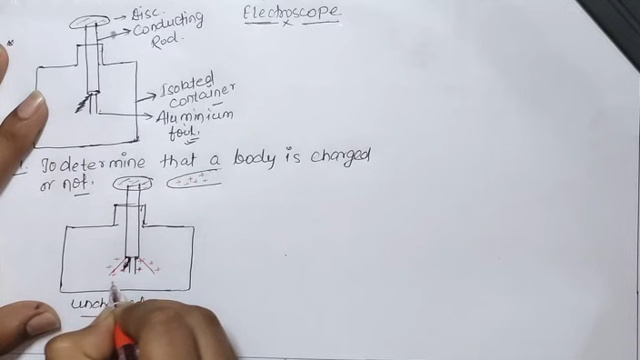 Electroscope
Disc.
Conducting
Rod.
Isolated
container
Aluminium
foil.
To determine that a body is charged
or not.